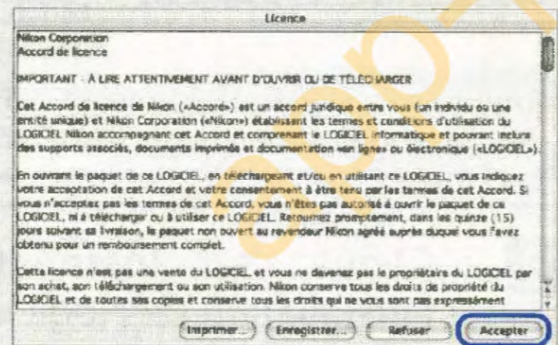 Licence
Nikon Corporation
Accord de licence
IMPORTANT - À LIRE ATTENTIVEMENT AVANT D'OUVRIR OU DE TÉLÉCHARGER
Cet Accord de licence de Nikon («Accord») est un accord juridique entre vous (un individu ou une
entité unique) et Nikon Corporation («Nikon») établissant les termes et conditions d'utilisation du
LOGICIEL Nikon accompagnant cet Accord et comprenant le LOGICIEL informatique et pouvant inclure
des supports associés, documents imprimés et documentation «en ligne» ou électronique («LOGICIEL»).
En ouvrant le paquet de ce LOGICIEL, en téléchargeant et/ou en utilisant ce LOGICIEL, vous indiquez
votre acceptation de cet Accord et votre consentement à être tenu par les termes de cet Accord. Si
vous n'acceptez pas les termes de cet Accord, vous n'êtes pas autorisé à ouvrir le paquet de ce
LOGICIEL, ni à télécharger ou à utiliser ce LOGICIEL. Retournez promptement, dans les quinze (15)
jours suivant sa livraison, le paquet non ouvert au revendeur Nikon agréé auprès duquel vous l'avez
obtenu pour un remboursement complet.
Cette licence n'est pas une vente du LOGICIEL et vous ne devenez pas le propriétaire du LOGICIEL par
son achat, son téléchargement ou son utilisation. Nikon conserve tous les droits de propriété du
LOGICIEL et de toutes ses copies et conserve tous les droits qui ne vous sont pas expressément
Imprimer... Enregistrer... Refuser Accepter